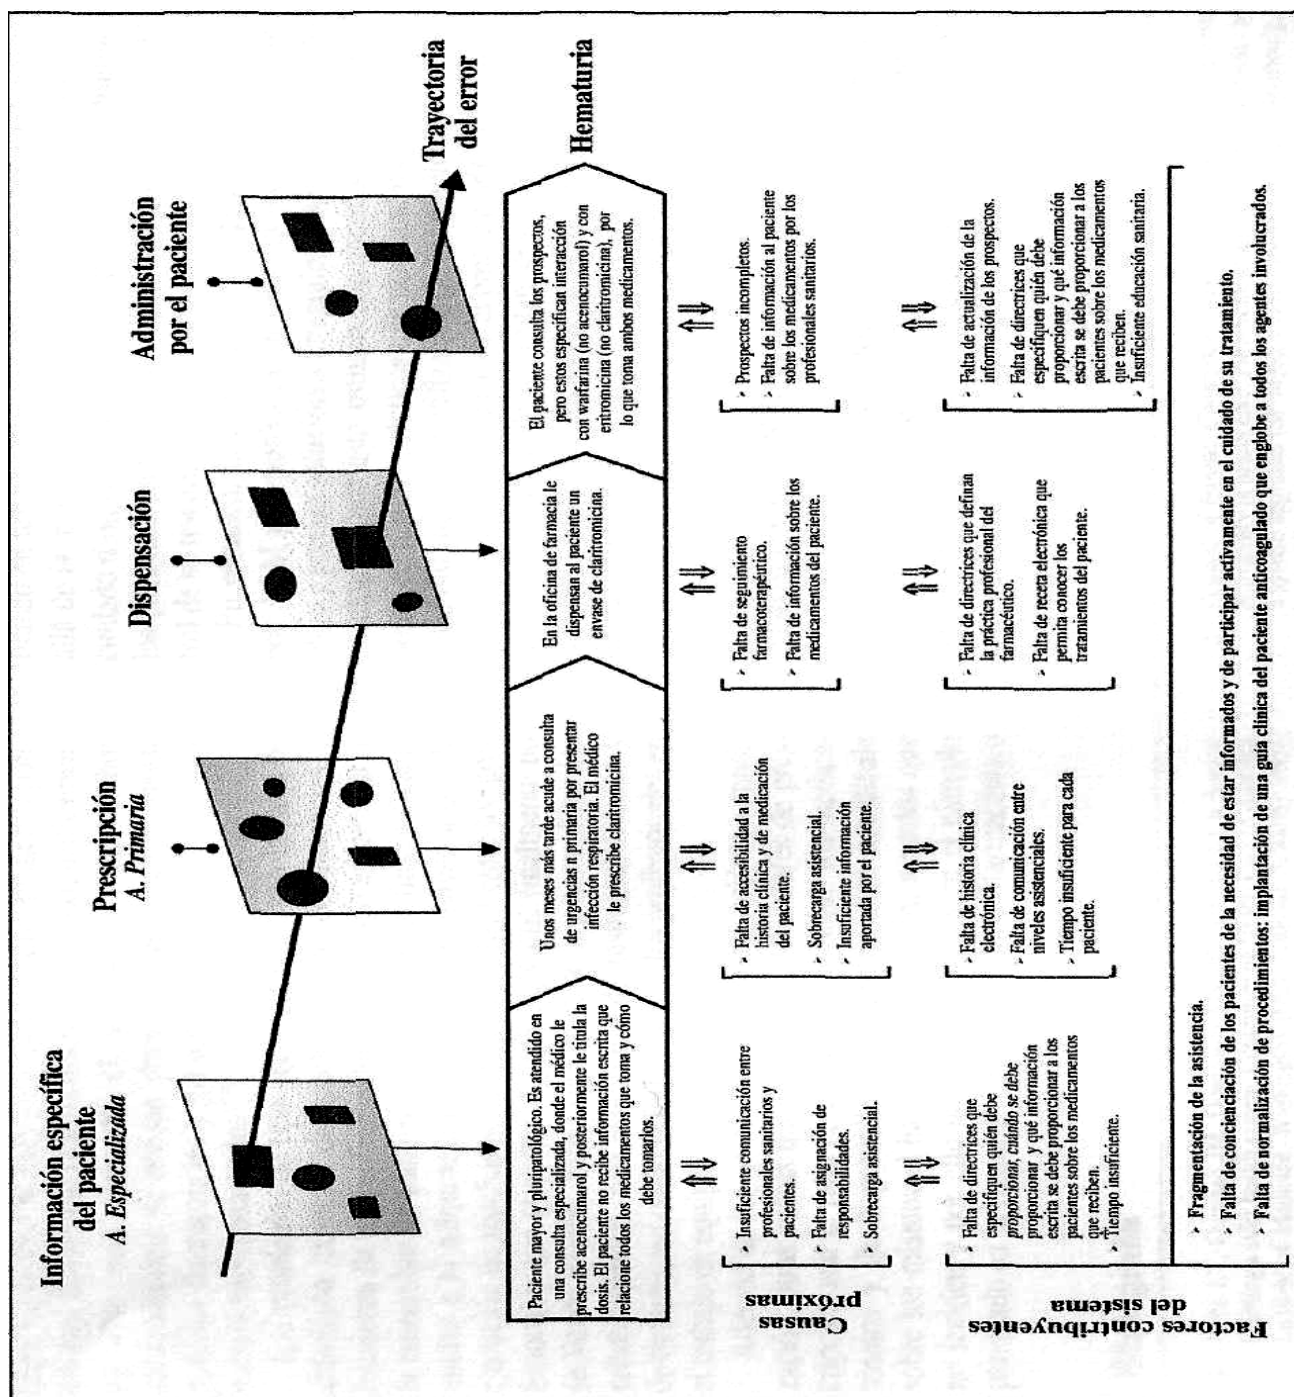 Información específica
del paciente
A. Especializada
Prescripción
A. Primaria
Dispensación
Administración
por el paciente
Trayectoria
del error
Paciente mayor y pluripatológico. Es atendido en
una consulta especializada, donde el médico le
prescribe acenocumarol y posteriormente le titula la
dosis. El paciente no recibe información escrita que
relacione todos los medicamentos que toma y cómo
debe tomarlos.
Unos meses más tarde acude a consulta
de urgencias n primaria por presentar
infección respiratoria. El médico
le prescribe claritromicina.
En la oficina de farmacia le
dispensan al paciente un
envase de claritromicina.
El paciente consulta los prospectos,
pero estos especifican interacción
con warfarina (no acenocumarol) y con
eritromicina (no claritromicina), por
lo que toma ambos medicamentos.
Hematuria
Causas
próximas
➢ Insuficiente comunicación entre
profesionales sanitarios y
pacientes.
➢ Falta de asignación de
responsabilidades.
➢ Sobrecarga asistencial.
➢ Falta de accesibilidad a la
historia clínica y de medicación
del paciente.
➢ Sobrecarga asistencial.
➢ Insuficiente información
aportada por el paciente.
➢ Falta de seguimiento
farmacoterapéutico.
➢ Falta de información sobre los
medicamentos del paciente.
➢ Prospectos incompletos.
➢ Falta de información al paciente
sobre los medicamentos por los
profesionales sanitarios.
Factores contribuyentes
del sistema
➢ Falta de directrices que
especifiquen quién debe
proporcionar, cuándo se debe
proporcionar y qué información
escrita se debe proporcionar a los
pacientes sobre los medicamentos
que reciben.
➢ Tiempo insuficiente.
➢ Falta de historia clínica
electrónica.
➢ Falta de comunicación entre
niveles asistenciales.
➢ Tiempo insuficiente para cada
paciente.
➢ Falta de directrices que definan
la práctica profesional del
farmacéutico.
➢ Falta de receta electrónica que
permita conocer los
tratamientos del paciente.
➢ Falta de actualización de la
información de los prospectos.
➢ Falta de directrices que
especifiquen quién debe
proporcionar y qué información
escrita se debe proporcionar a los
pacientes sobre los medicamentos
que reciben.
➢ Insuficiente educación sanitaria.
➢ Fragmentación de la asistencia.
➢ Falta de concienciación de los pacientes de la necesidad de estar informados y de participar activamente en el cuidado de su tratamiento.
➢ Falta de normalización de procedimientos: implantación de una guía clínica del paciente anticoagulado que englobe a todos los agentes involucrados.